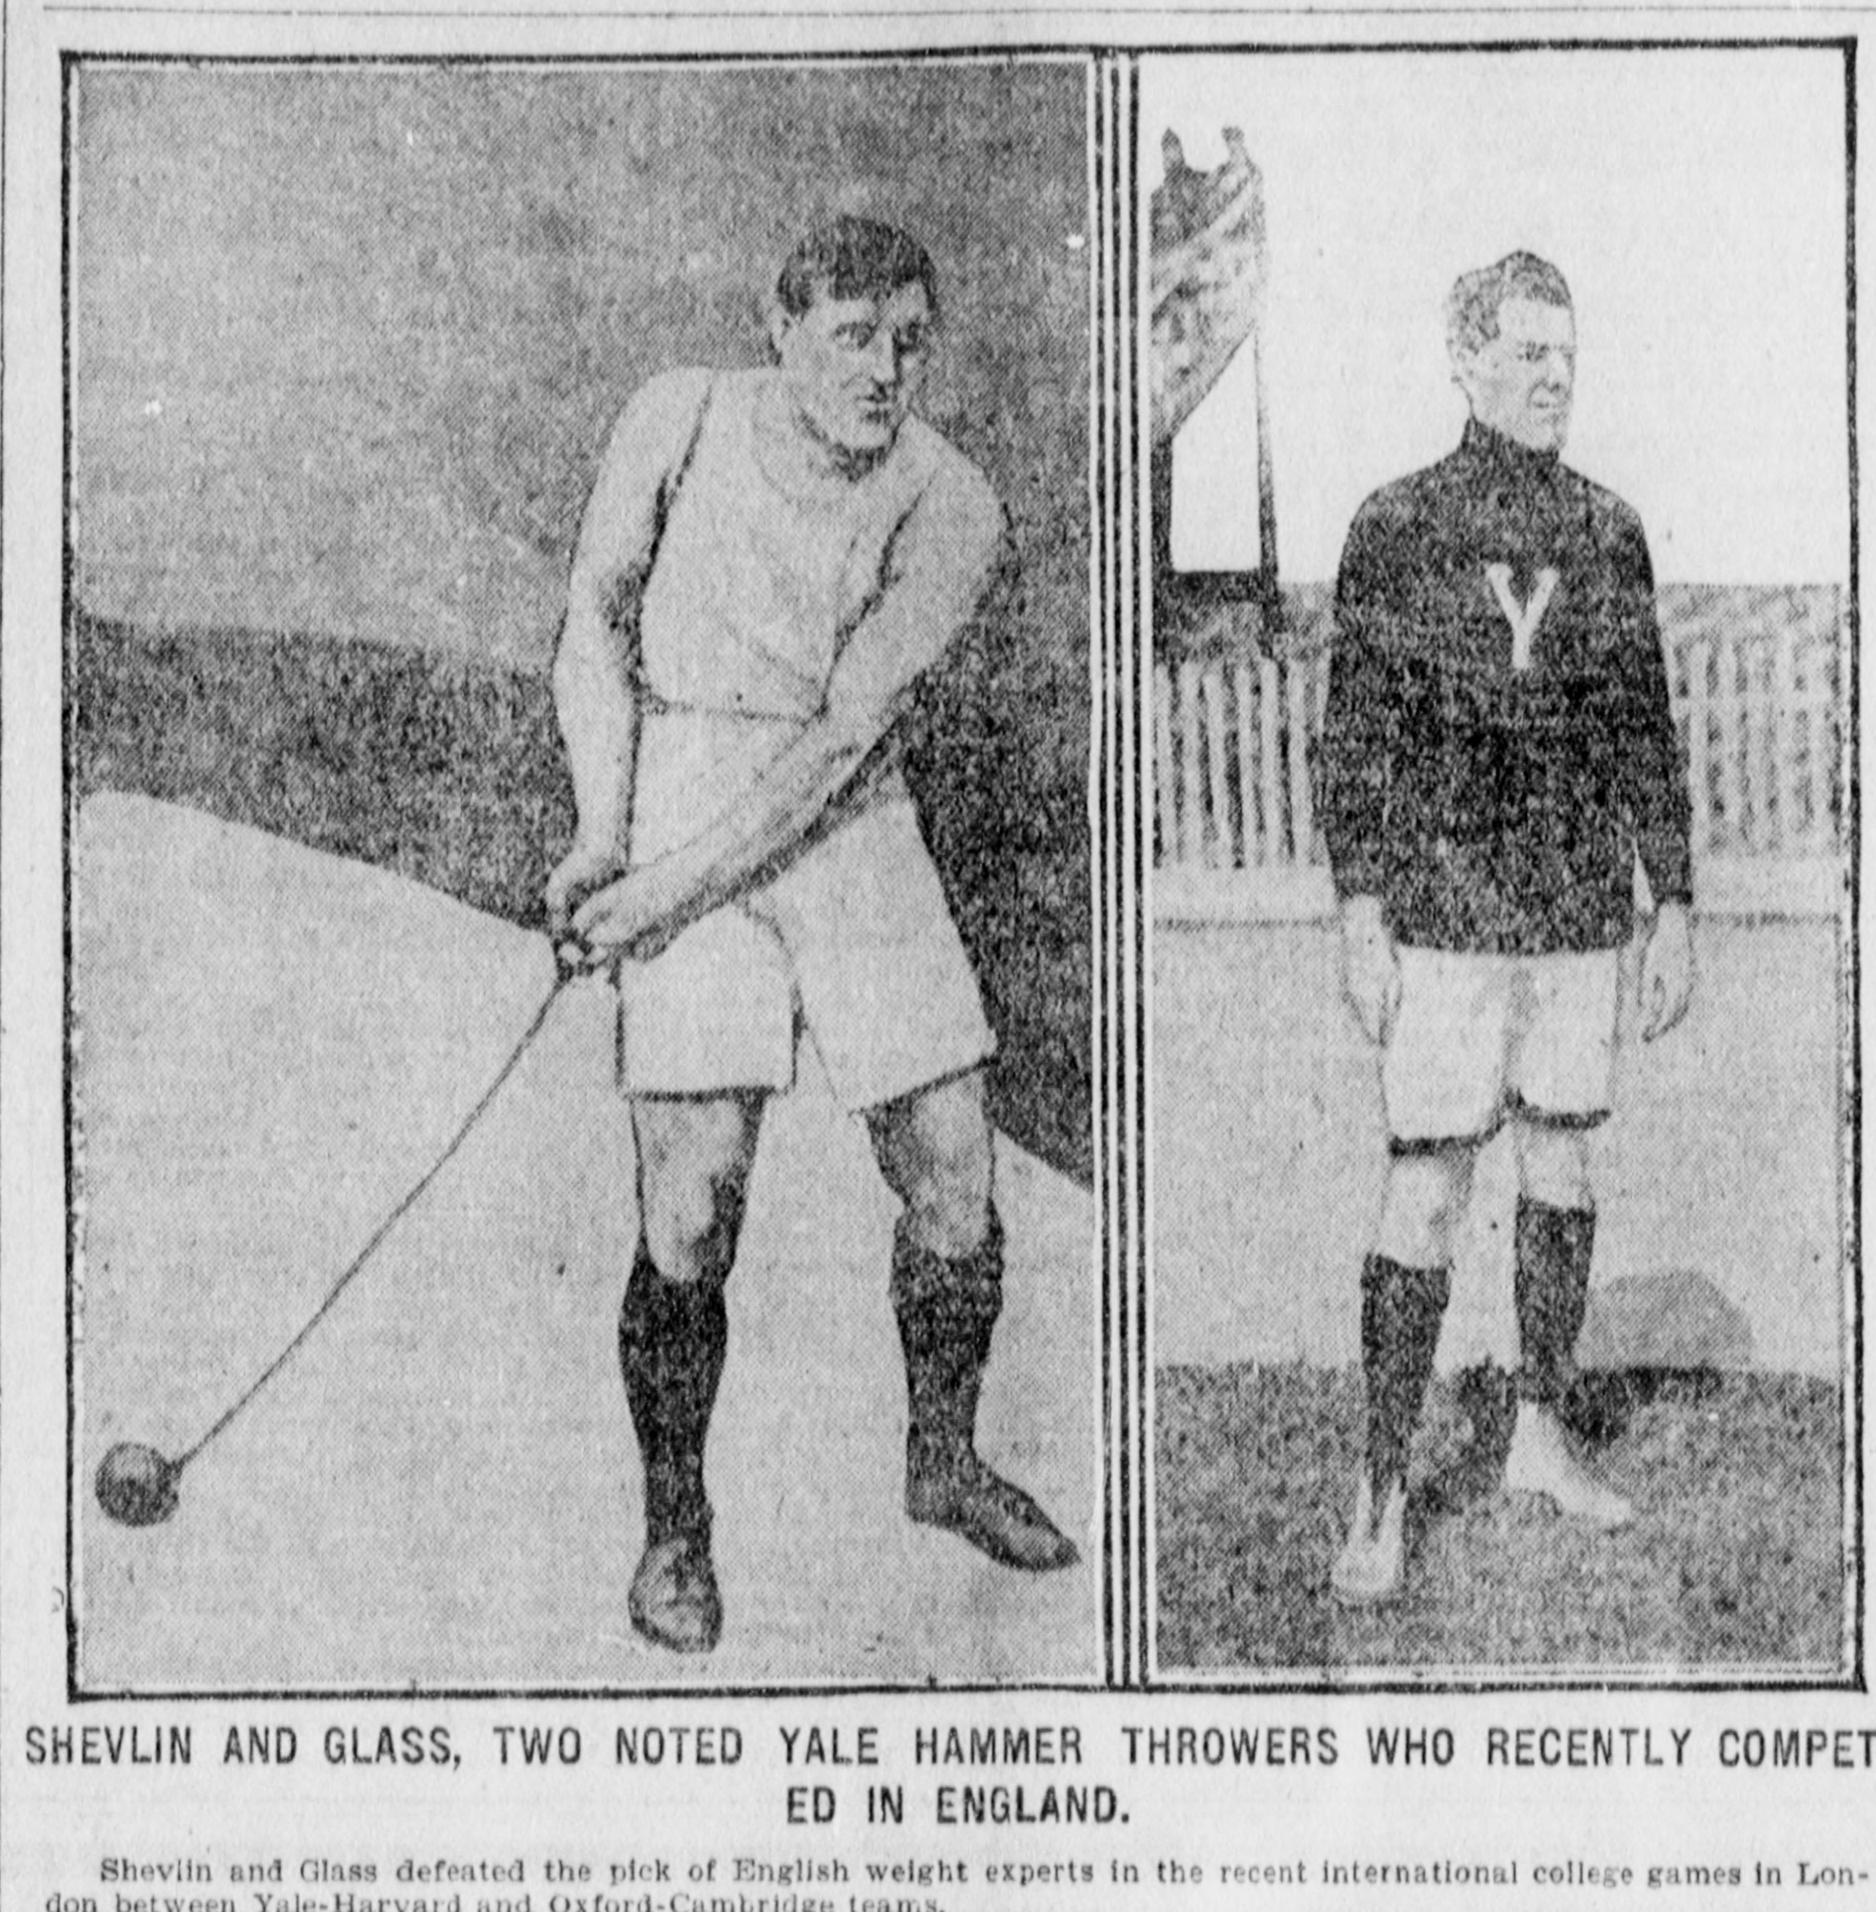 Y
SHEVLIN AND GLASS, TWO NOTED YALE HAMMER THROWERS WHO RECENTLY COMPET
ED IN ENGLAND.
Shevlin and Glass defeated the pick of English weight experts in the recent international college games in Lon-
don between Yale-Harvard and Oxford-Cambridge teams.